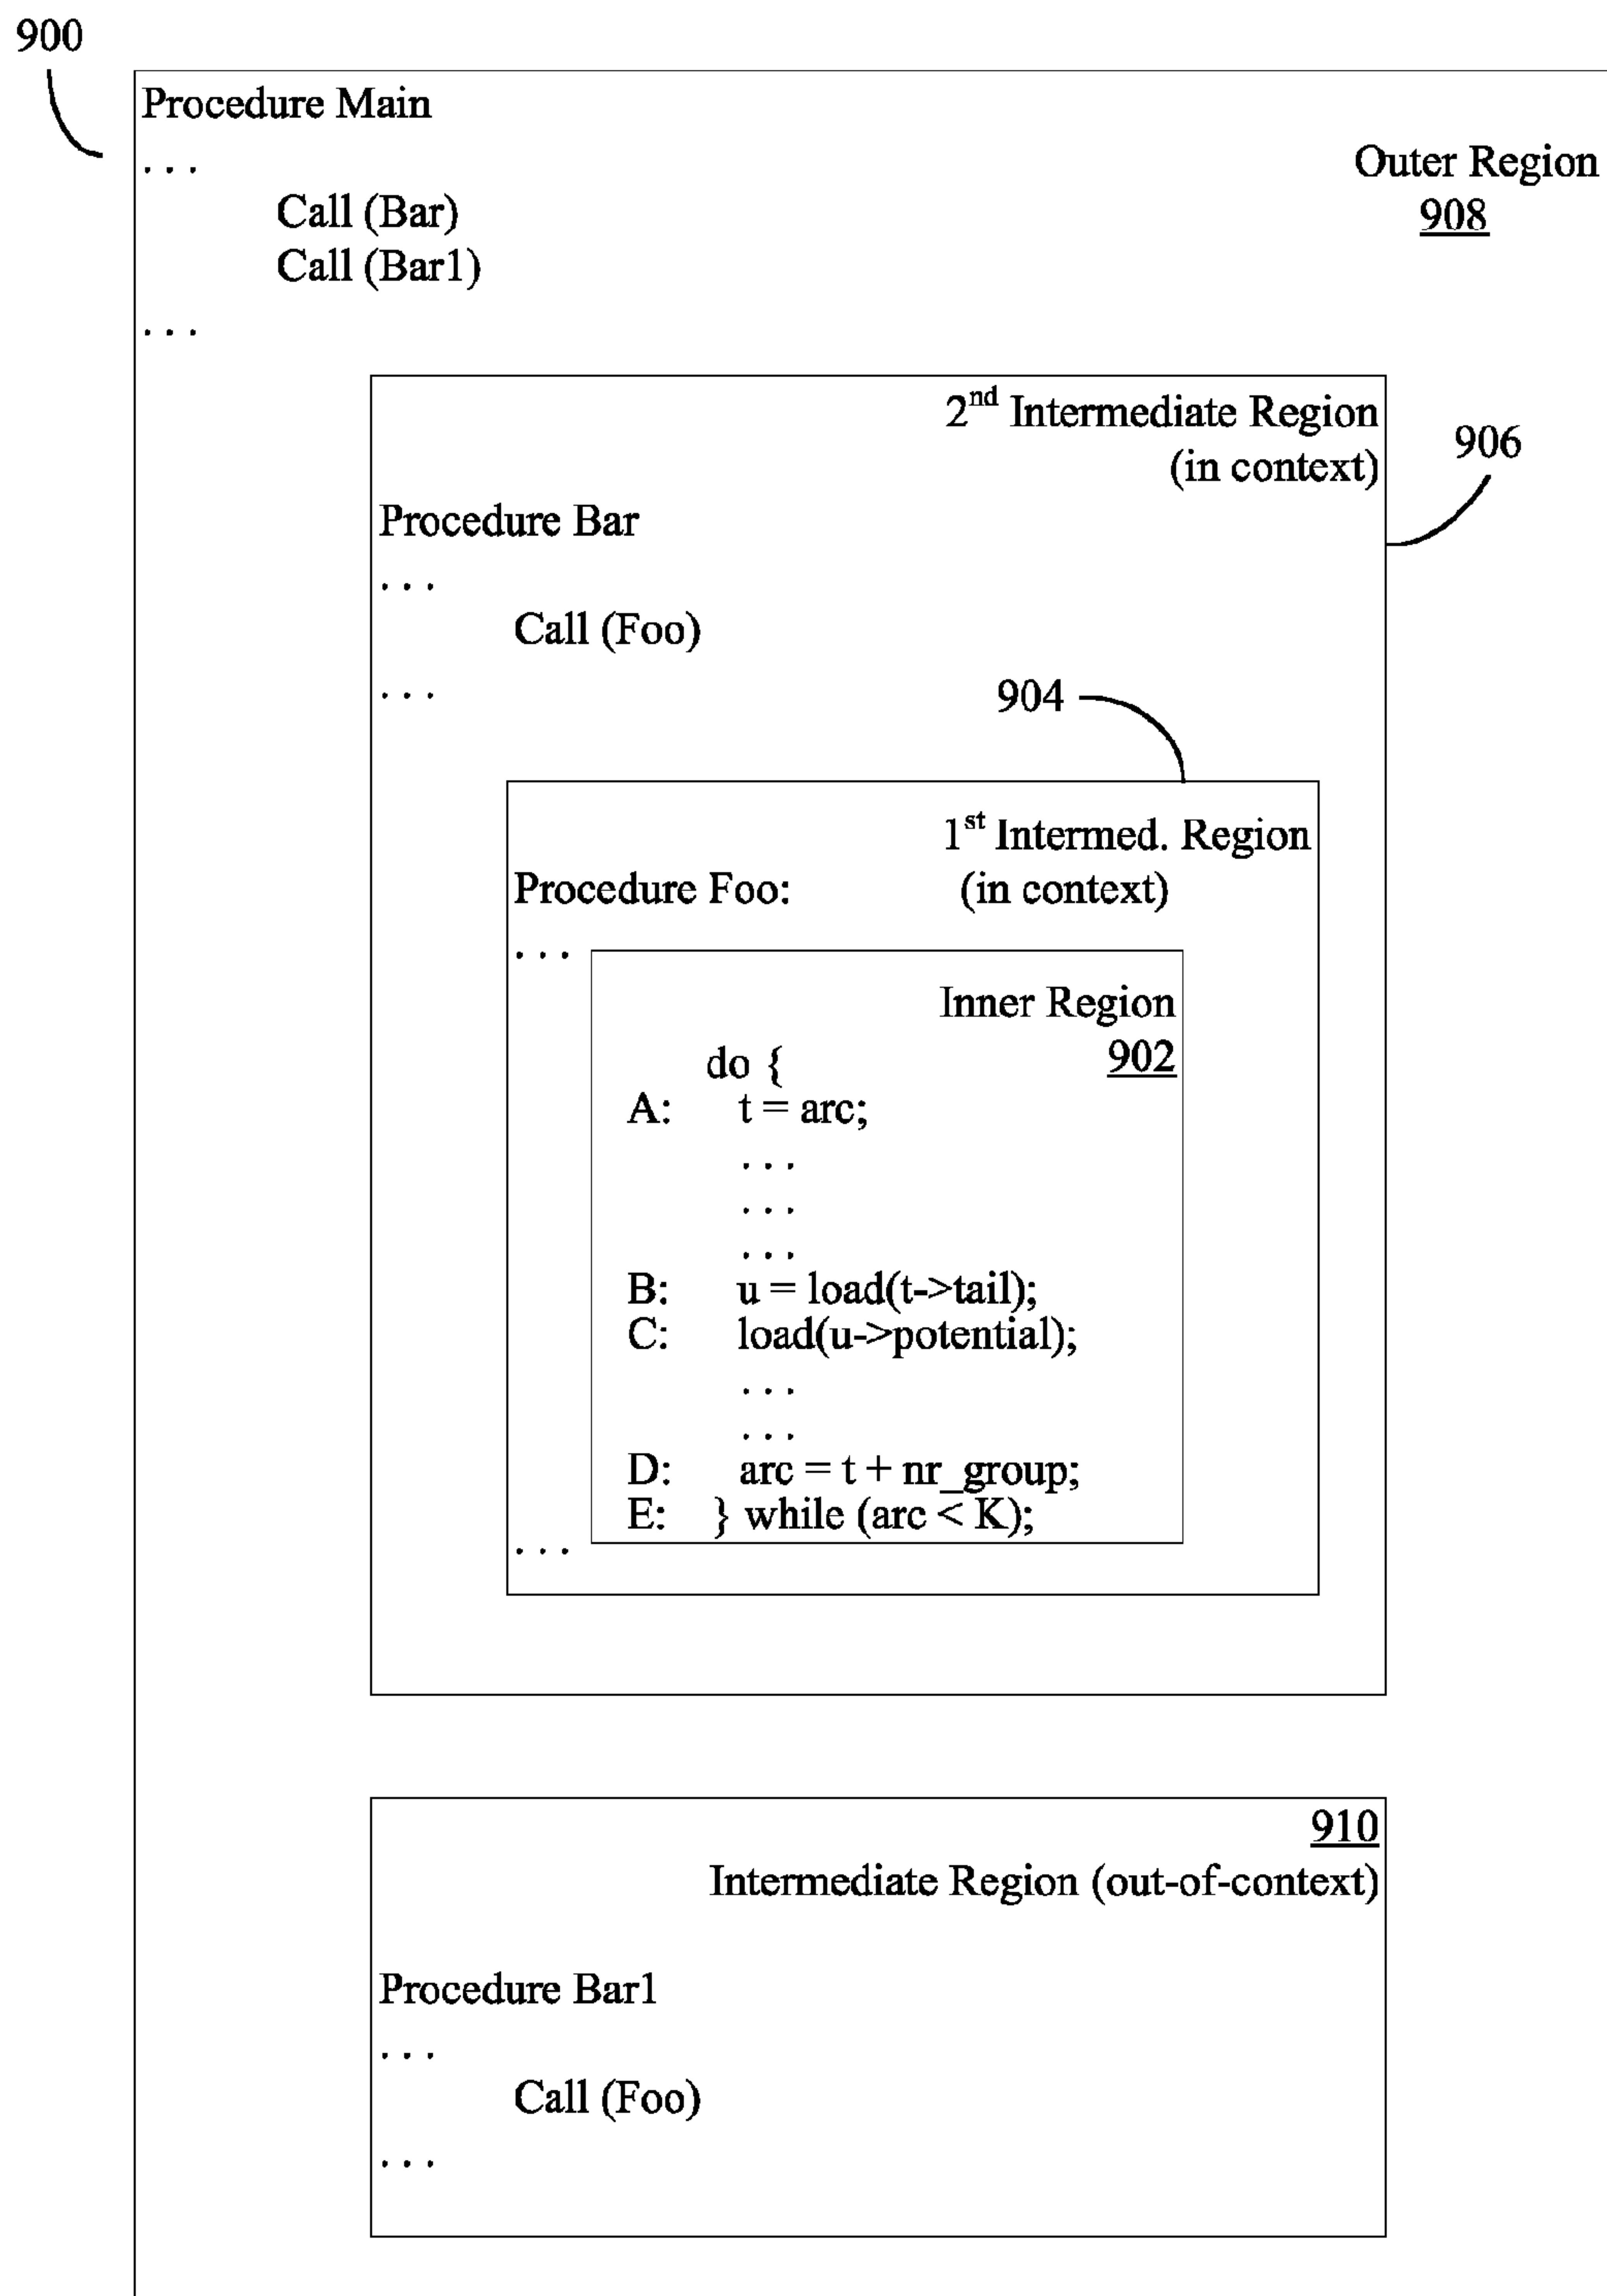 900
Procedure Main
. . .
Outer Region
908
Call (Bar)
Call (Bar1)
. . .
2nd Intermediate Region
(in context)
906
Procedure Bar
. . .
Call (Foo)
. . .
904
1st Intermed. Region
Procedure Foo: (in context)
. . .
Inner Region
902
do {
A: t = arc;
. . .
. . .
. . .
B: u = load(t->tail);
C: load(u->potential);
. . .
. . .
D: arc = t + nr_group;
E: } while (arc < K);
. . .
910
Intermediate Region (out-of-context)
Procedure Bar1
. . .
Call (Foo)
. . .